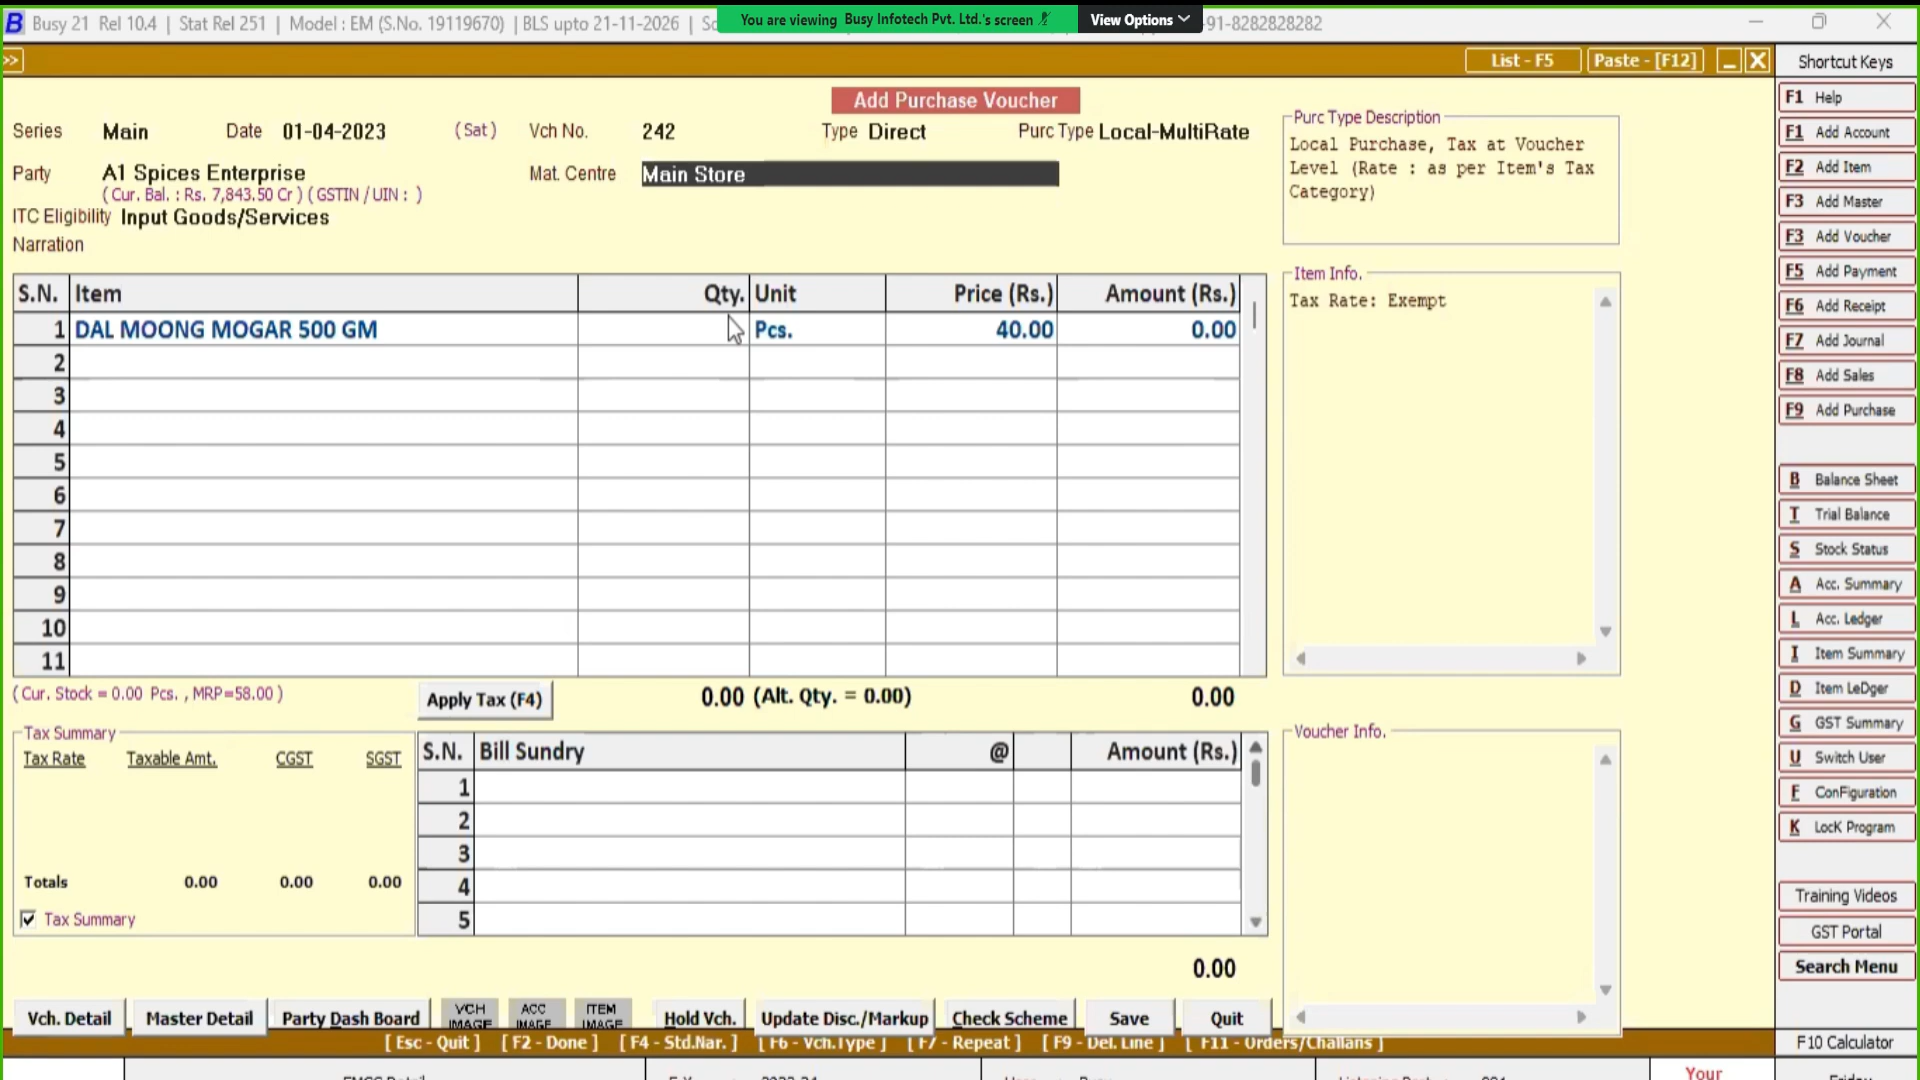 Busy 21 Rel 10.4 | Stat Rel 251 | Model : EM (S.No. 19119670) | BLS upto 21-11-2026 |
You are viewing Busy Infotech Pvt. Ltd.'s screen
View Options
-91-8282828282
>>
List - F5
Paste - [F12]
Add Purchase Voucher
Series Main Date 01-04-2023 (Sat) Vch No. 242 Type Direct Purc Type Local-MultiRate
Party A1 Spices Enterprise Mat. Centre Main Store
( Cur. Bal. : Rs. 7,843.50 Cr ) ( GSTIN / UIN : )
ITC Eligibility Input Goods/Services
Narration
Purc Type Description
Local Purchase, Tax at Voucher
Level (Rate : as per Item's Tax
Category)
S.N. Item Qty. Unit Price (Rs.) Amount (Rs.)
1 DAL MOONG MOGAR 500 GM Pcs. 40.00 0.00
2
3
4
5
6
7
8
9
10
11
Item Info.
Tax Rate: Exempt
( Cur. Stock = 0.00 Pcs. , MRP=58.00 )
Apply Tax (F4)
0.00 (Alt. Qty. = 0.00) 0.00
Tax Summary
Tax Rate Taxable Amt. CGST SGST
Totals 0.00 0.00 0.00
Tax Summary
S.N. Bill Sundry @ Amount (Rs.)
1
2
3
4
5
0.00
Voucher Info.
Vch. Detail
Master Detail
Party Dash Board
VCH IMAGE
ACC IMAGE
ITEM IMAGE
Hold Vch.
Update Disc./Markup
Check Scheme
Save
Quit
[ Esc - Quit ] [ F2 - Done ] [ F4 - Std.Nar. ] [ F6 - Vch.Type ] [ F7 - Repeat ] [ F9 - Del. Line ] [ F11 - Orders/Challans ]
Shortcut Keys
F1 Help
F1 Add Account
F2 Add Item
F3 Add Master
F3 Add Voucher
F5 Add Payment
F6 Add Receipt
F7 Add Journal
F8 Add Sales
F9 Add Purchase
B Balance Sheet
T Trial Balance
S Stock Status
A Acc. Summary
L Acc. Ledger
I Item Summary
D Item LeDger
G GST Summary
U Switch User
F ConFiguration
K LocK Program
Training Videos
GST Portal
Search Menu
F10 Calculator
Your